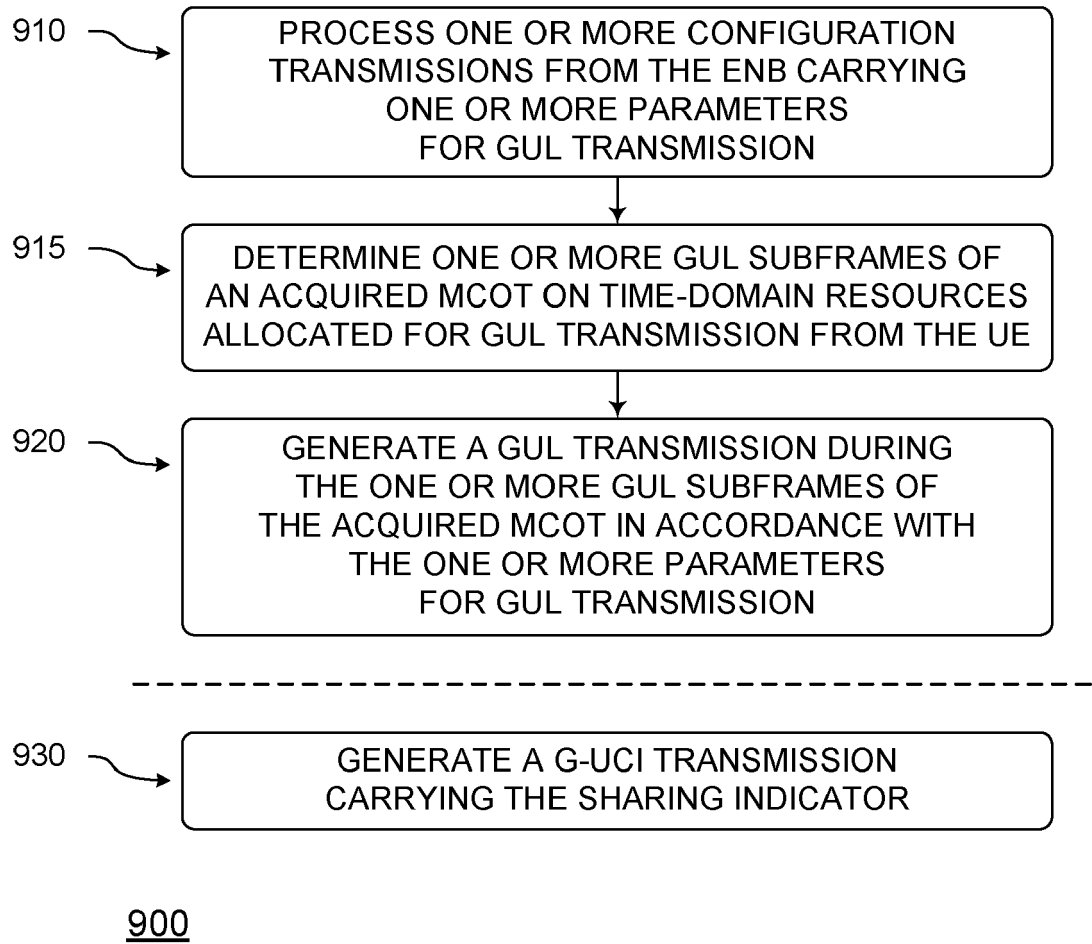 910
PROCESS ONE OR MORE CONFIGURATION
TRANSMISSIONS FROM THE ENB CARRYING
ONE OR MORE PARAMETERS
FOR GUL TRANSMISSION
915
DETERMINE ONE OR MORE GUL SUBFRAMES OF
AN ACQUIRED MCOT ON TIME-DOMAIN RESOURCES
ALLOCATED FOR GUL TRANSMISSION FROM THE UE
920
GENERATE A GUL TRANSMISSION DURING
THE ONE OR MORE GUL SUBFRAMES OF
THE ACQUIRED MCOT IN ACCORDANCE WITH
THE ONE OR MORE PARAMETERS
FOR GUL TRANSMISSION
930
GENERATE A G-UCI TRANSMISSION
CARRYING THE SHARING INDICATOR
900